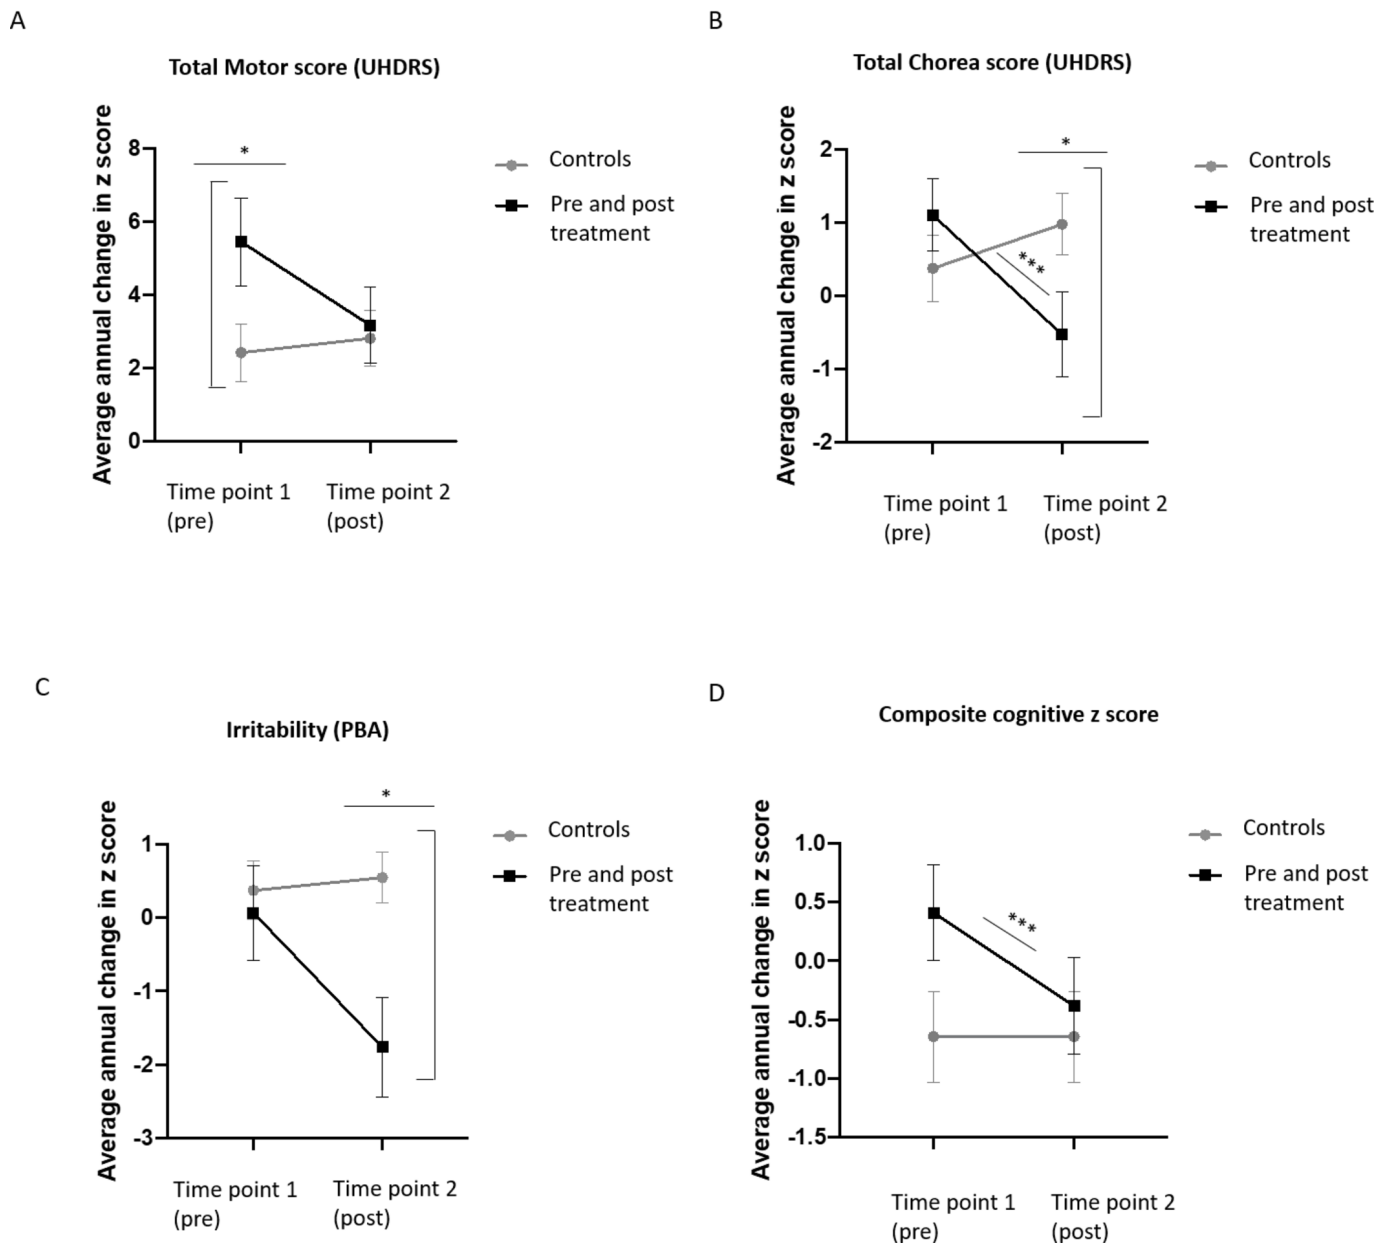 A
Total Motor score (UHDRS)
Average annual change in z score
8
6
4
2
0
*
Controls
Pre and post
treatment
Time point 1
(pre)
Time point 2
(post)
B
Total Chorea score (UHDRS)
Average annual change in z score
2
1
0
-1
-2
*
***
Controls
Pre and post
treatment
Time point 1
(pre)
Time point 2
(post)
C
Irritability (PBA)
Average annual change in z score
1
0
-1
-2
-3
*
Controls
Pre and post
treatment
Time point 1
(pre)
Time point 2
(post)
D
Composite cognitive z score
Average annual change in z score
1.0
0.5
0.0
-0.5
-1.0
-1.5
***
Controls
Pre and post
treatment
Time point 1
(pre)
Time point 2
(post)